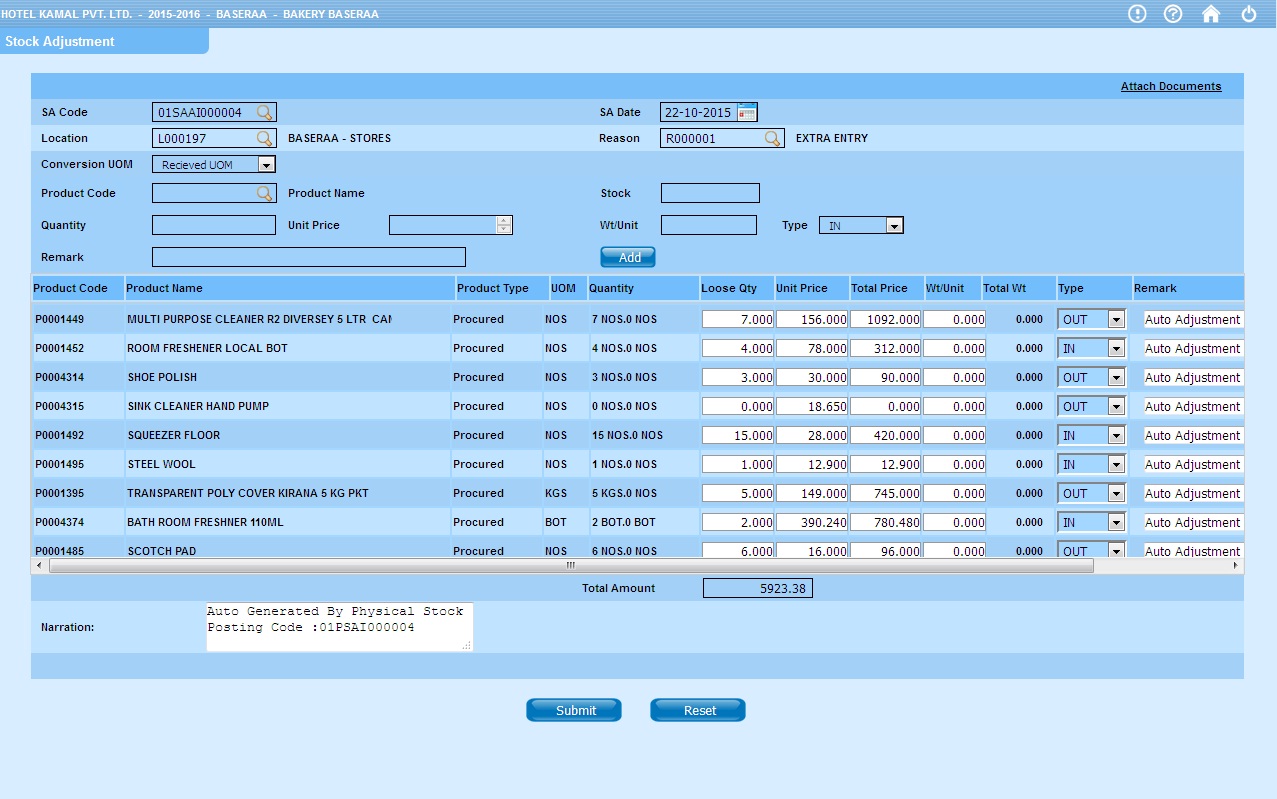 HOTEL KAMAL PVT. LTD. - 2015-2016 - BASERAA - BAKERY BASERAA
Stock Adjustment
Attach Documents
SA Code 01SAAI000004 SA Date 22-10-2015
Location L000197 BASERAA - STORES Reason R000001 EXTRA ENTRY
Conversion UOM Recieved UOM
Product Code Product Name Stock
Quantity Unit Price Wt/Unit Type IN
Remark Add
Product Code Product Name Product Type UOM Quantity Loose Qty Unit Price Total Price Wt/Unit Total Wt Type Remark
P0001449 MULTI PURPOSE CLEANER R2 DIVERSEY 5 LTR CAN Procured NOS 7 NOS.0 NOS 7.000 156.000 1092.000 0.000 0.000 OUT Auto Adjustment
P0001452 ROOM FRESHENER LOCAL BOT Procured NOS 4 NOS.0 NOS 4.000 78.000 312.000 0.000 0.000 IN Auto Adjustment
P0004314 SHOE POLISH Procured NOS 3 NOS.0 NOS 3.000 30.000 90.000 0.000 0.000 OUT Auto Adjustment
P0004315 SINK CLEANER HAND PUMP Procured NOS 0 NOS.0 NOS 0.000 18.650 0.000 0.000 0.000 OUT Auto Adjustment
P0001492 SQUEEZER FLOOR Procured NOS 15 NOS.0 NOS 15.000 28.000 420.000 0.000 0.000 IN Auto Adjustment
P0001495 STEEL WOOL Procured NOS 1 NOS.0 NOS 1.000 12.900 12.900 0.000 0.000 IN Auto Adjustment
P0001395 TRANSPARENT POLY COVER KIRANA 5 KG PKT Procured KGS 5 KGS.0 NOS 5.000 149.000 745.000 0.000 0.000 OUT Auto Adjustment
P0004374 BATH ROOM FRESHNER 110ML Procured BOT 2 BOT.0 BOT 2.000 390.240 780.480 0.000 0.000 IN Auto Adjustment
P0001485 SCOTCH PAD Procured NOS 6 NOS.0 NOS 6.000 16.000 96.000 0.000 0.000 OUT Auto Adjustment
Total Amount 5923.38
Narration: Auto Generated By Physical Stock
Posting Code :01PSAI000004
Submit Reset